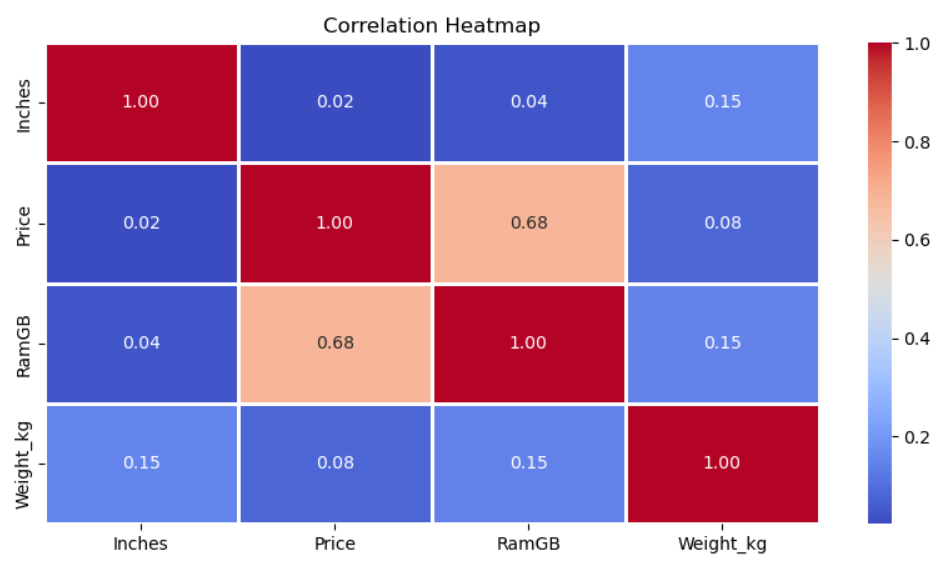 Correlation Heatmap
Inches 1.00 0.02 0.04 0.15
Price 0.02 1.00 0.68 0.08
RamGB 0.04 0.68 1.00 0.15
Weight_kg 0.15 0.08 0.15 1.00
Inches Price RamGB Weight_kg
1.0
0.8
0.6
0.4
0.2